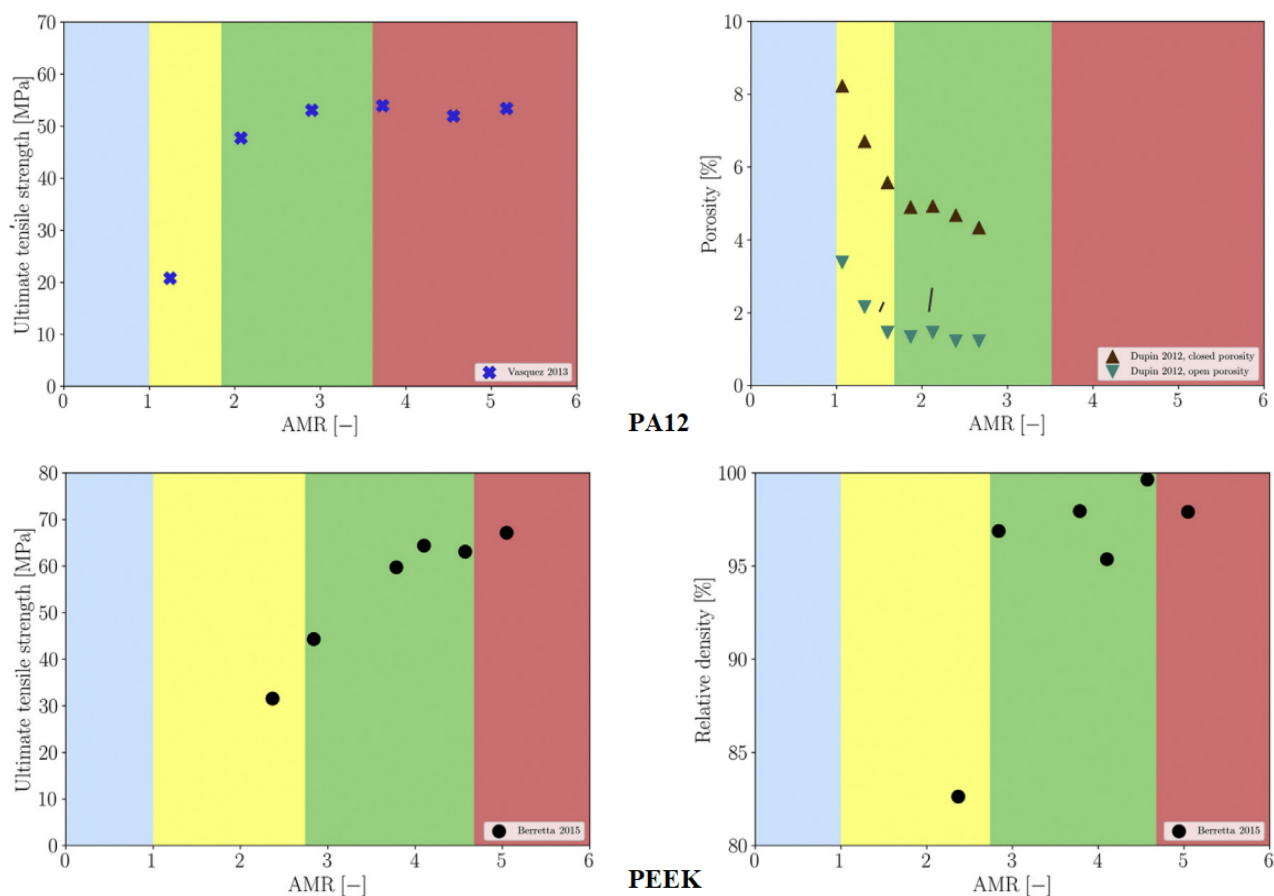 70
60
50
40
30
20
10
0
Ultimate tensile strength [MPa]
0 1 2 3 4 5 6
AMR [−]
Vasquez 2013
10
8
6
4
2
0
Porosity [%]
0 1 2 3 4 5 6
AMR [−]
Dupin 2012, closed porosity
Dupin 2012, open porosity
PA12
80
70
60
50
40
30
20
10
0
Ultimate tensile strength [MPa]
0 1 2 3 4 5 6
AMR [−]
Berretta 2015
100
95
90
85
80
Relative density [%]
0 1 2 3 4 5 6
AMR [−]
Berretta 2015
PEEK